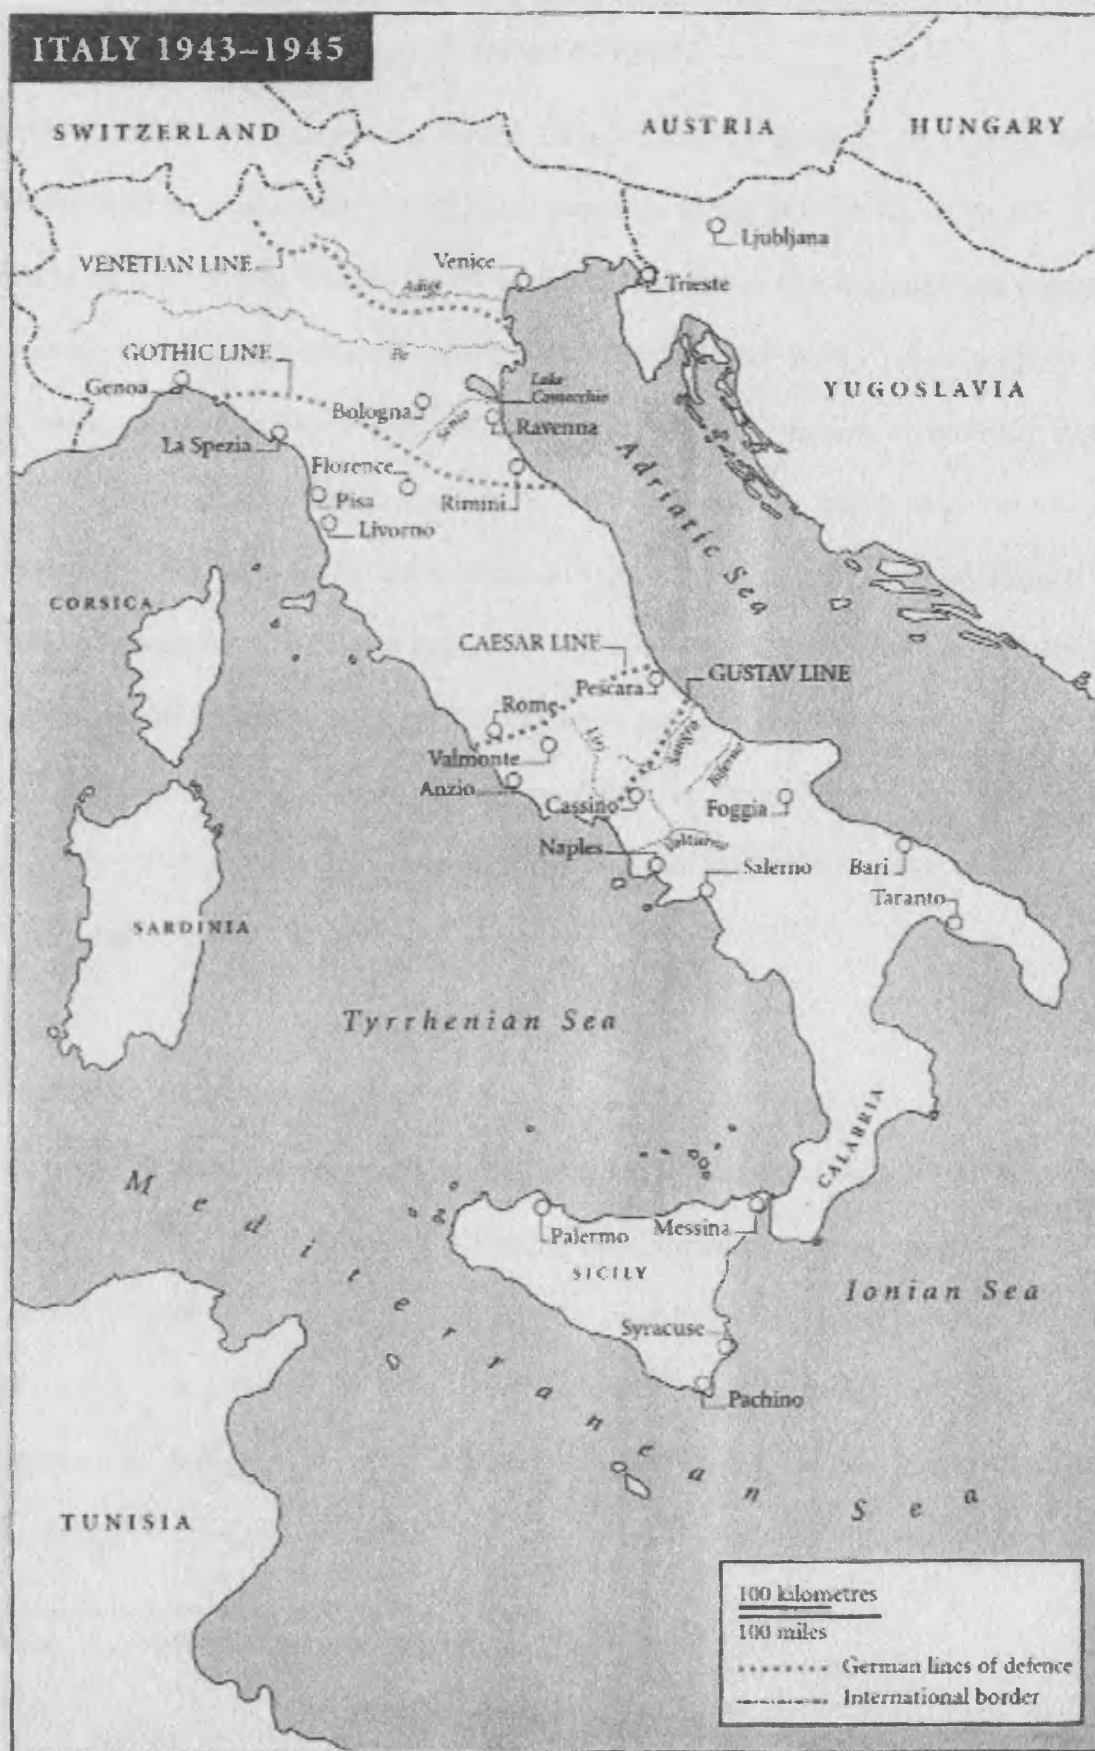 ITALY 1943–1945
SWITZERLAND
AUSTRIA
HUNGARY
Ljubljana
VENETIAN LINE
Venice
Trieste
Adige
GOTHIC LINE
Po
Genoa
Lake
Comacchio
YUGOSLAVIA
Bologna
Senio
Ravenna
La Spezia
Florence
Pisa
Rimini
Livorno
Adriatic Sea
CORSICA
CAESAR LINE
Pescara
GUSTAV LINE
Rome
Liri
Sangro
Biferno
Valmonte
Anzio
Cassino
Foggia
Volturno
Naples
Salerno
Bari
Taranto
SARDINIA
Tyrrhenian Sea
CALABRIA
Mediterranean Sea
Palermo
Messina
SICILY
Ionian Sea
Syracuse
Pachino
TUNISIA
100 kilometres
100 miles
German lines of defence
International border